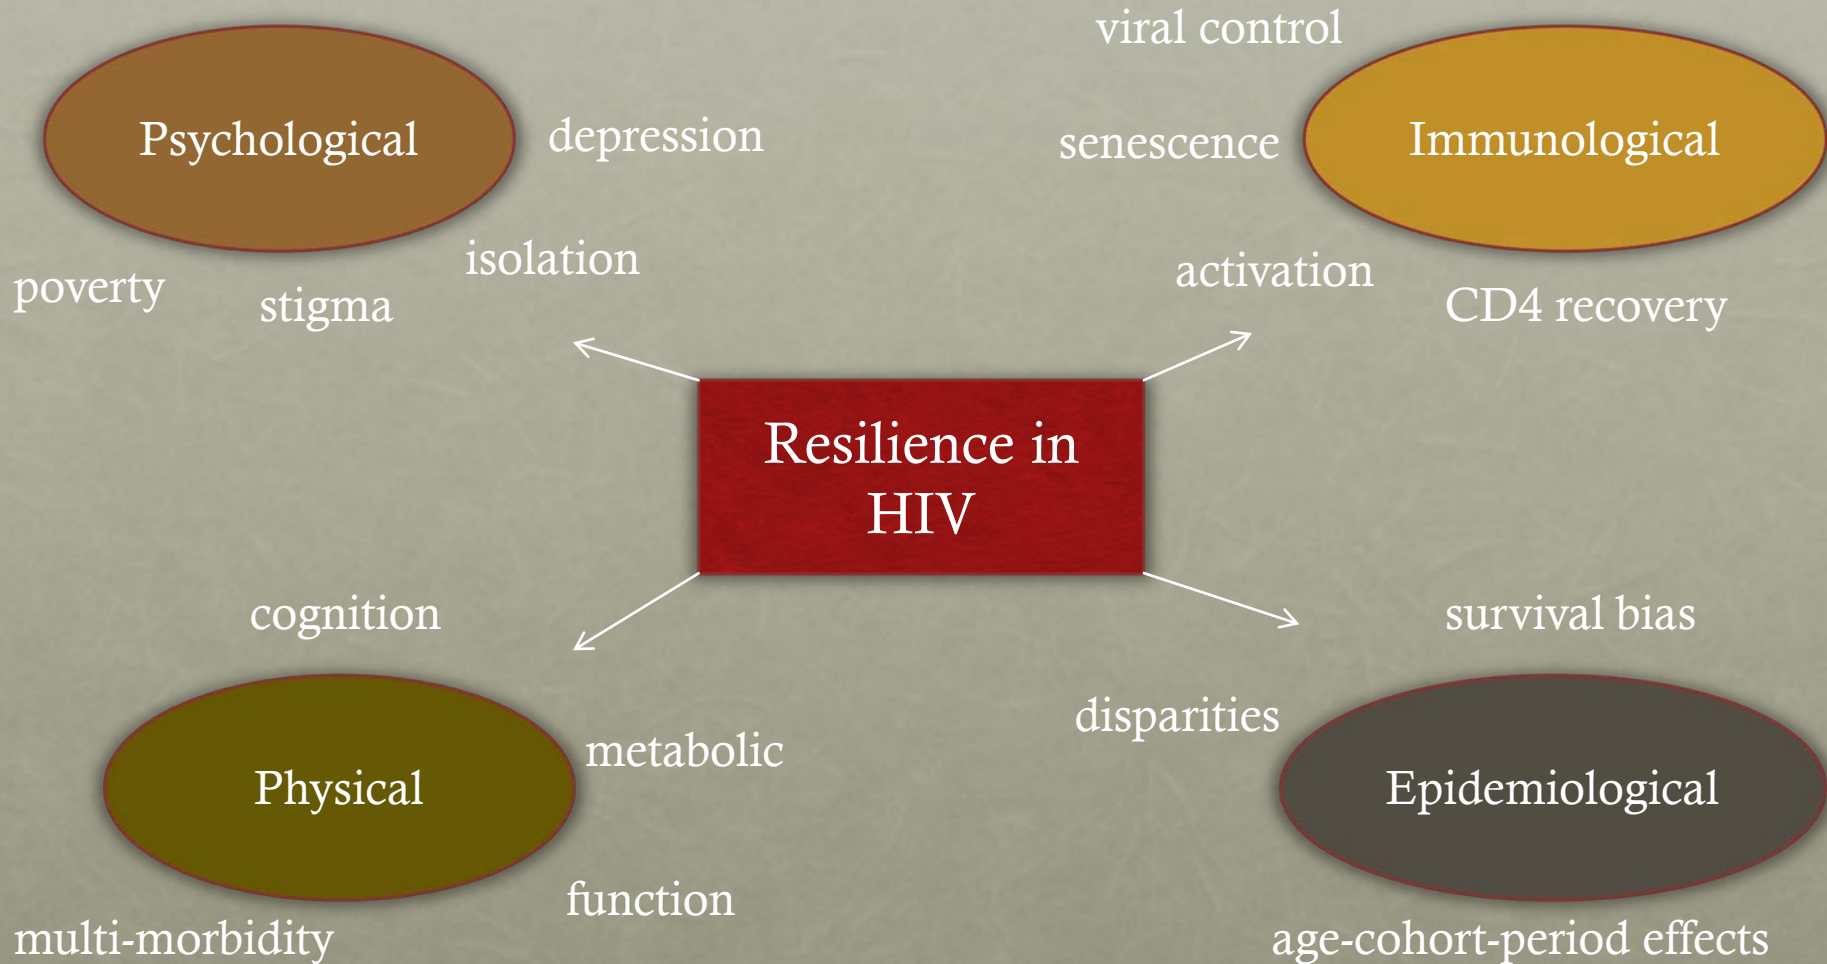 viral control
Psychological
depression
senescence
Immunological
isolation
activation
poverty
stigma
CD4 recovery
Resilience in
HIV
cognition
survival bias
disparities
metabolic
Physical
Epidemiological
function
multi-morbidity
age-cohort-period effects